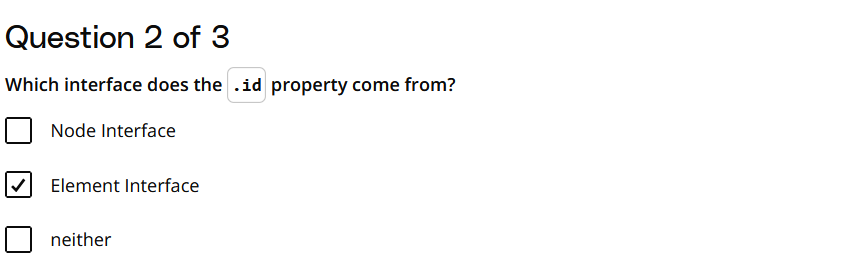 Question 2 of 3
Which interface does the .id property come from?
Node Interface
Element Interface
neither